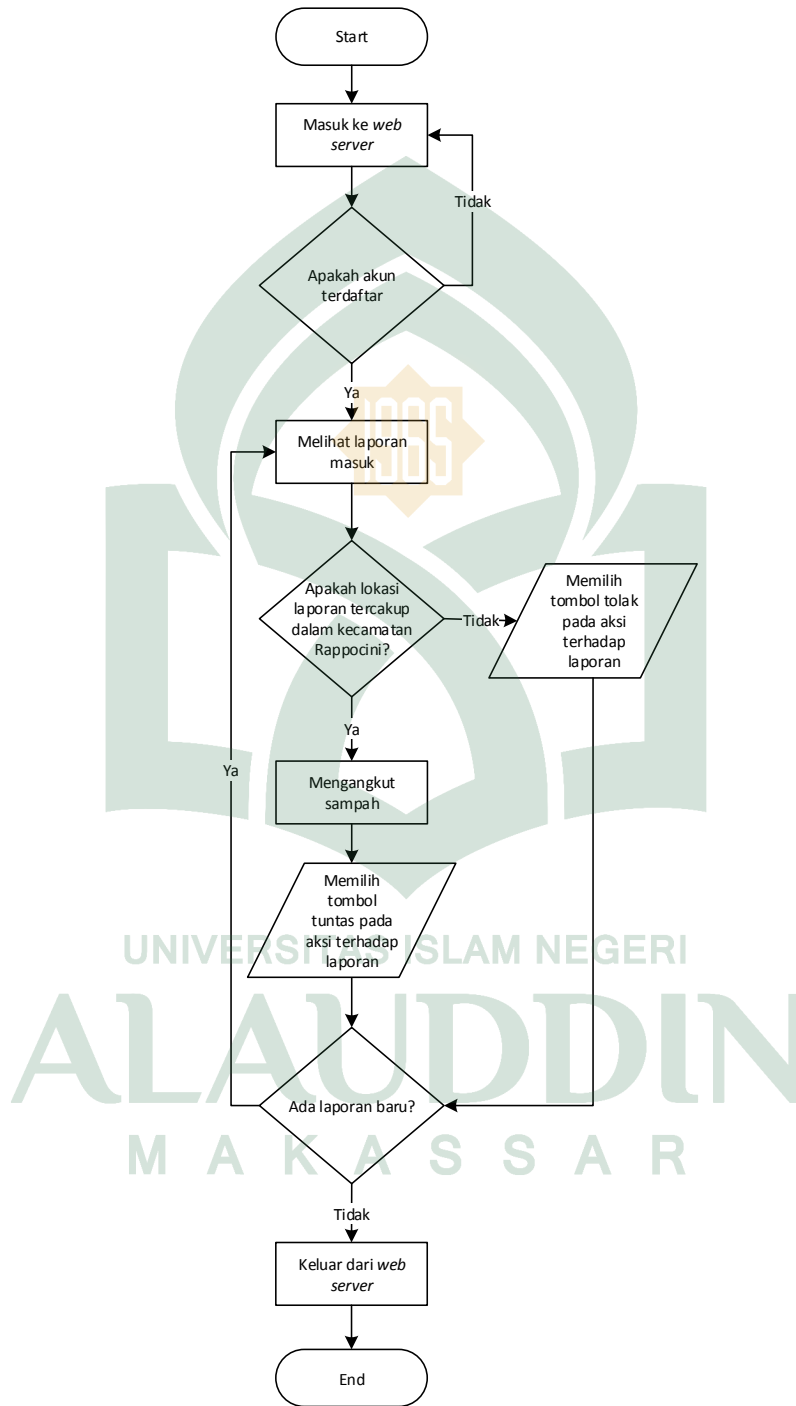 Start
Masuk ke web
server
Tidak
Apakah akun
terdaftar
Ya
1965
Melihat laporan
masuk
Apakah lokasi
laporan tercakup
dalam kecamatan
Rappocini?
Tidak
Memilih
tombol tolak
pada aksi
terhadap
laporan
Ya
Ya
Mengangkut
sampah
Memilih
tombol
tuntas pada
aksi terhadap
laporan
UNIVERSITAS ISLAM NEGERI
ALAUDDIN
Ada laporan baru?
MAKASSAR
Tidak
Keluar dari web
server
End